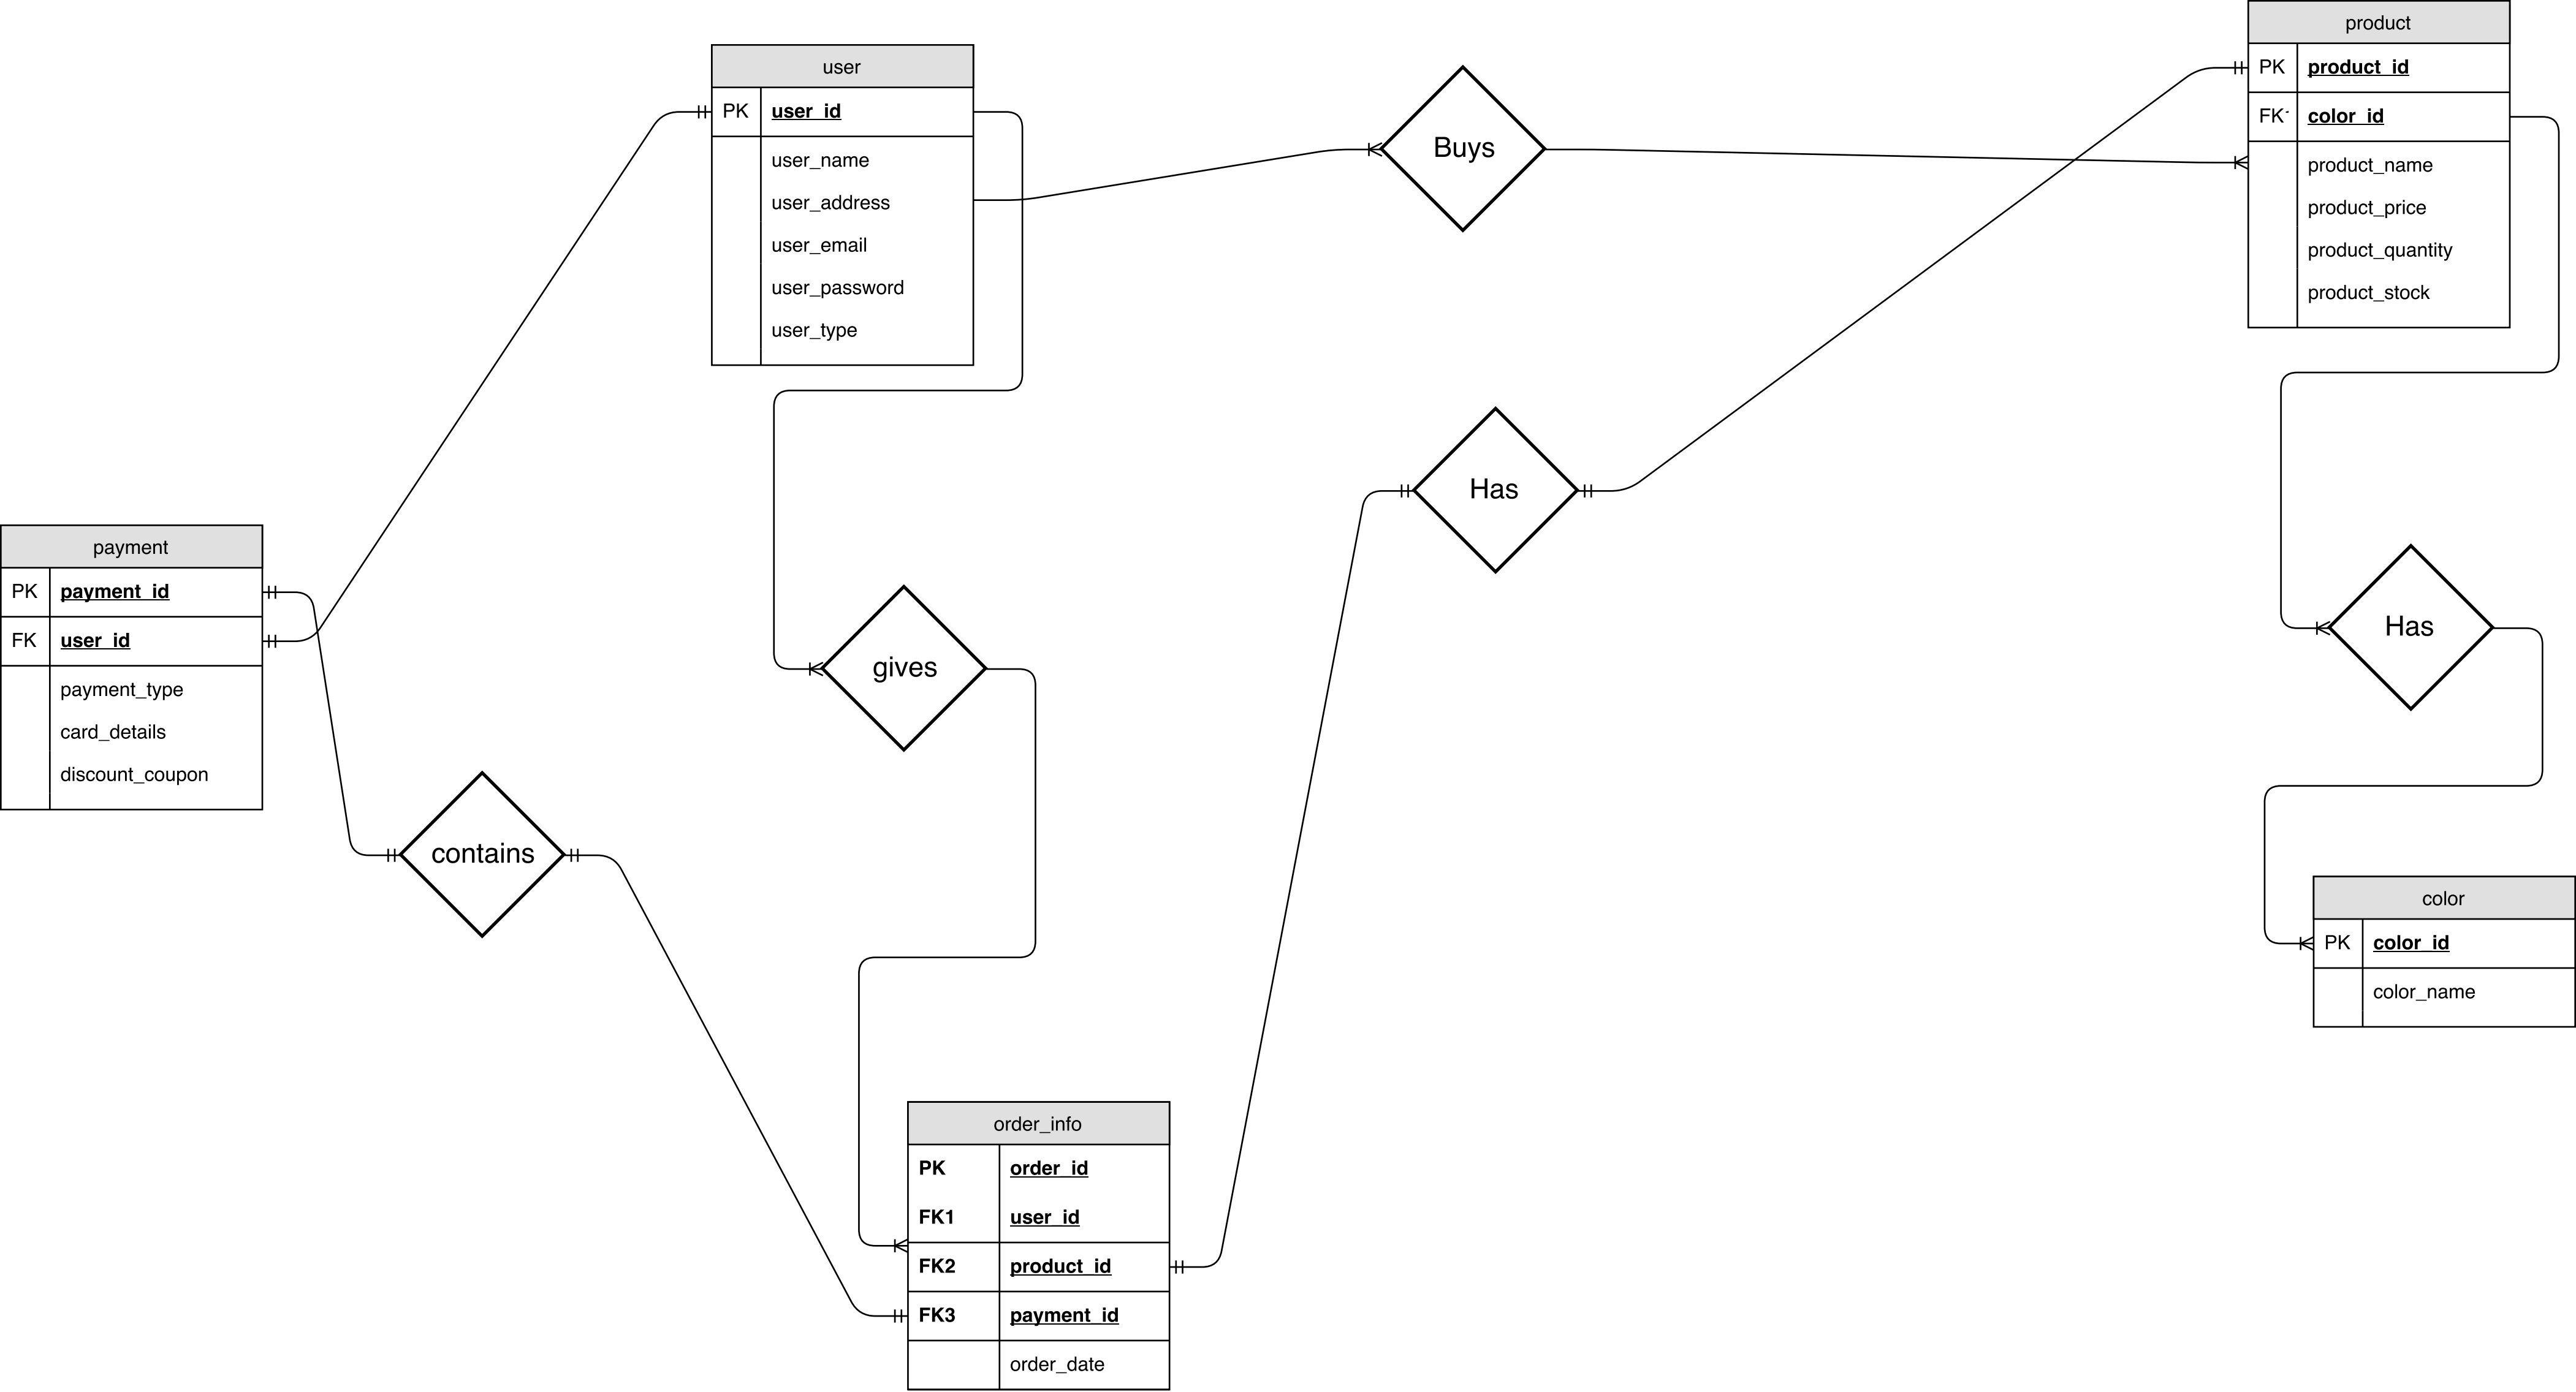 product
PK product_id
FK- color_id
product_name
product_price
product_quantity
product_stock
user
PK user_id
user_name
user_address
user_email
user_password
user_type
Buys
Has
payment
PK payment_id
FK user_id
payment_type
card_details
discount_coupon
gives
Has
contains
color
PK color_id
color_name
order_info
PK order_id
FK1 user_id
FK2 product_id
FK3 payment_id
order_date